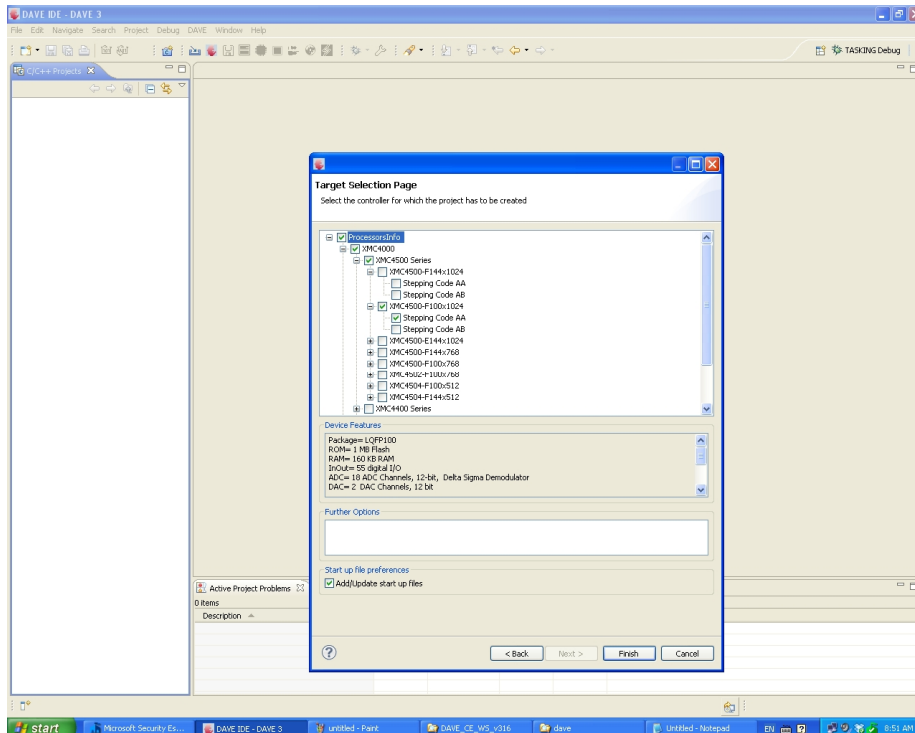 DAVE IDE - DAVE 3
File Edit Navigate Search Project Debug DAVE Window Help
TASKING Debug
C/C++ Projects
Target Selection Page
Select the controller for which the project has to be created
ProcessorsInfo
XMC4000
XMC4500 Series
XMC4500-F144x1024
Stepping Code AA
Stepping Code AB
XMC4500-F100x1024
Stepping Code AA
Stepping Code AB
XMC4500-E144x1024
XMC4500-F144x768
XMC4500-F100x768
XMC4502-F100x768
XMC4504-F100x512
XMC4504-F144x512
XMC4400 Series
Device Features
Package= LQFP100
ROM= 1 MB Flash
RAM= 160 KB RAM
InOut= 55 digital I/O
ADC= 18 ADC Channels, 12-bit, Delta Sigma Demodulator
DAC= 2 DAC Channels, 12 bit
Further Options
Start up file preferences
Add/Update start up files
Active Project Problems
0 items
Description
< Back Next > Finish Cancel
start Microsoft Security Es... DAVE IDE - DAVE 3 untitled - Paint DAVE_CE_WS_v316 dave Untitled - Notepad EN 8:51 AM